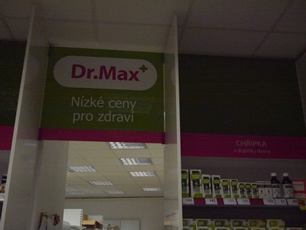 Dr.Max+
Nízké ceny
pro zdraví
CHŘIPKA